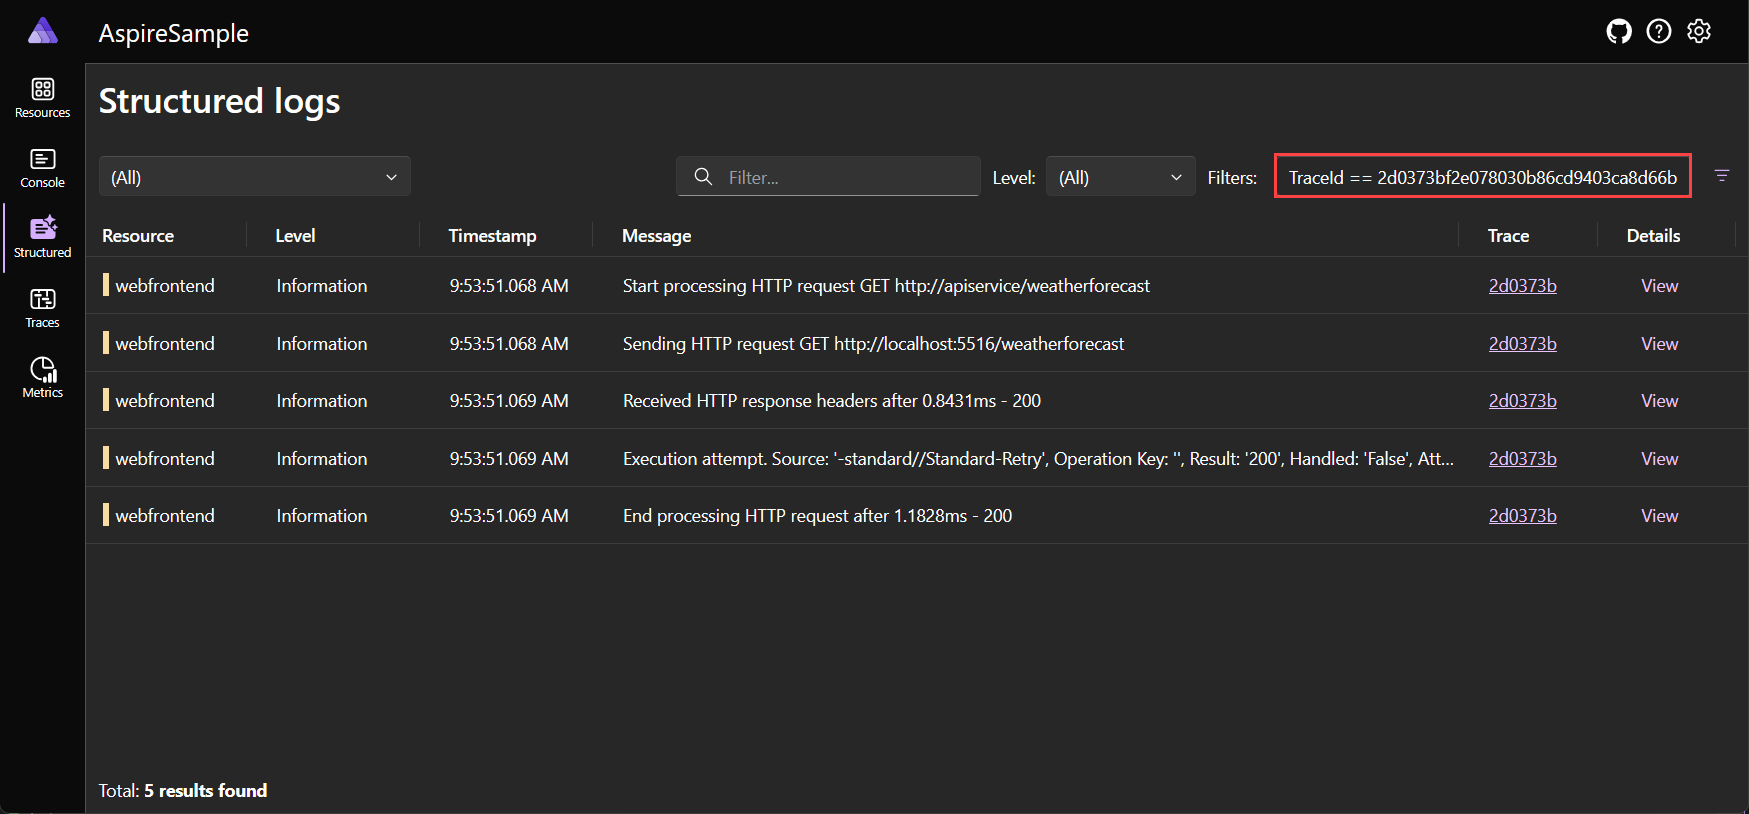 AspireSample
Resources
Console
Structured
Traces
Metrics
Structured logs
(All) Filter... Level: (All) Filters: TraceId == 2d0373bf2e078030b86cd9403ca8d66b
Resource Level Timestamp Message Trace Details
webfrontend Information 9:53:51.068 AM Start processing HTTP request GET http://apiservice/weatherforecast 2d0373b View
webfrontend Information 9:53:51.068 AM Sending HTTP request GET http://localhost:5516/weatherforecast 2d0373b View
webfrontend Information 9:53:51.069 AM Received HTTP response headers after 0.8431ms - 200 2d0373b View
webfrontend Information 9:53:51.069 AM Execution attempt. Source: '-standard//Standard-Retry', Operation Key: '', Result: '200', Handled: 'False', Att... 2d0373b View
webfrontend Information 9:53:51.069 AM End processing HTTP request after 1.1828ms - 200 2d0373b View
Total: 5 results found